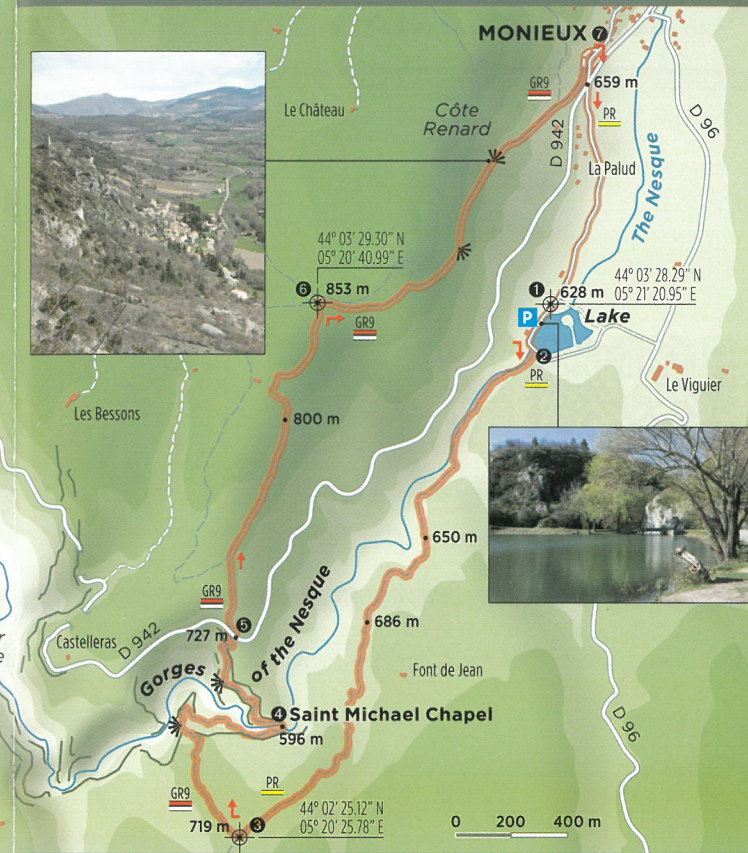 MONIEUX 7
659 m
GR9
PR
Le Château
Côte
Renard
D 942
D 96
La Palud
The Nesque
44° 03' 29.30" N
05° 20' 40.99" E
6 853 m
GR9
44° 03' 28.29" N
05° 21' 20.95" E
1 628 m
P
Lake
2
PR
Le Viguier
Les Bessons
800 m
650 m
GR9
5
727 m
686 m
Castelleras
D 942
Gorges
of the Nesque
Font de Jean
4 Saint Michael Chapel
596 m
D 96
GR9
PR
44° 02' 25.12" N
05° 20' 25.78" E
719 m 3
0 200 400 m